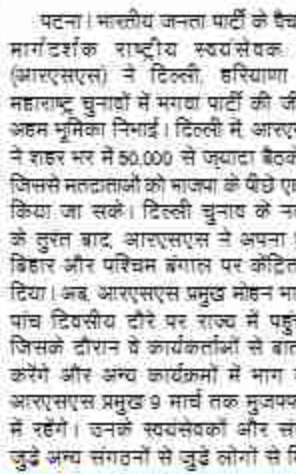 पटना। भारतीय जनता पार्टी के
मार्गदर्शक राष्ट्रीय स्वयंसेवक
(आरएसएस) ने दिल्ली, हरियाणा
महाराष्ट्र चुनावों में भगवा पार्टी की
अहम भूमिका निभाई। दिल्ली में, आरए
ने शहर भर में 50,000 से ज्यादा बैठकें
जिससे मतदाताओं को भाजपा के पीछे
किया जा सके। दिल्ली चुनाव के
के तुरंत बाद, आरएसएस ने अपना
बिहार और पश्चिम बंगाल पर केंद्रित
दिया। अब, आरएसएस प्रमुख मोहन भा
पांच दिवसीय दौरे पर राज्य में पहुं
जिसके दौरान वे कार्यकर्ताओं से बात
करेंगे और अन्य कार्यक्रमों में भाग
आरएसएस प्रमुख 9 मार्च तक मुजफ्फ
में रहेंगे। उनके स्वयंसेवकों और सं
जुड़े अन्य संगठनों से जुड़े लोगों से